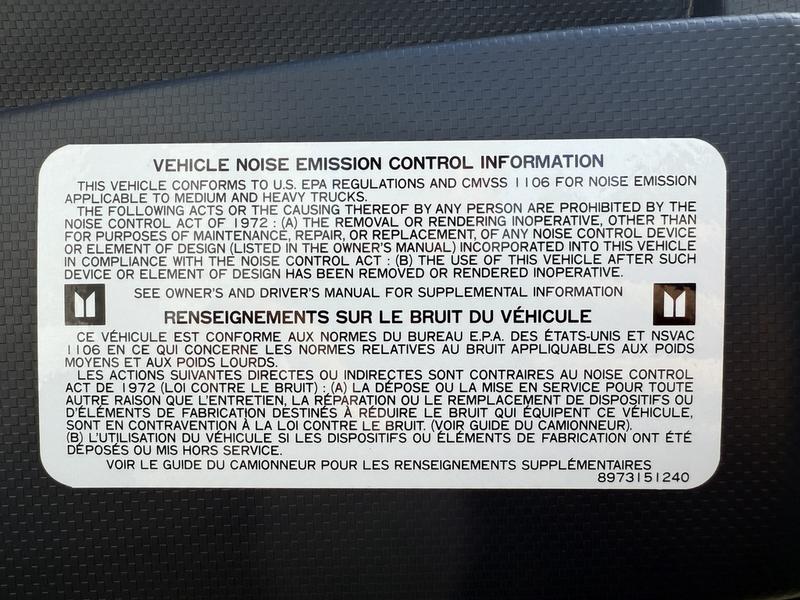 VEHICLE NOISE EMISSION CONTROL INFORMATION
THIS VEHICLE CONFORMS TO U.S. EPA REGULATIONS AND CMVSS 1106 FOR NOISE EMISSION
APPLICABLE TO MEDIUM AND HEAVY TRUCKS.
THE FOLLOWING ACTS OR THE CAUSING THEREOF BY ANY PERSON ARE PROHIBITED BY THE
NOISE CONTROL ACT OF 1972 : (A) THE REMOVAL OR RENDERING INOPERATIVE, OTHER THAN
FOR PURPOSES OF MAINTENANCE, REPAIR, OR REPLACEMENT, OF ANY NOISE CONTROL DEVICE
OR ELEMENT OF DESIGN (LISTED IN THE OWNER'S MANUAL) INCORPORATED INTO THIS VEHICLE
IN COMPLIANCE WITH THE NOISE CONTROL ACT : (B) THE USE OF THIS VEHICLE AFTER SUCH
DEVICE OR ELEMENT OF DESIGN HAS BEEN REMOVED OR RENDERED INOPERATIVE.
SEE OWNER'S AND DRIVER'S MANUAL FOR SUPPLEMENTAL INFORMATION
RENSEIGNEMENTS SUR LE BRUIT DU VÉHICULE
CE VÉHICULE EST CONFORME AUX NORMES DU BUREAU E.P.A. DES ÉTATS-UNIS ET NSVAC
1106 EN CE QUI CONCERNE LES NORMES RELATIVES AU BRUIT APPLIQUABLES AUX POIDS
MOYENS ET AUX POIDS LOURDS.
LES ACTIONS SUIVANTES DIRECTES OU INDIRECTES SONT CONTRAIRES AU NOISE CONTROL
ACT DE 1972 (LOI CONTRE LE BRUIT) : (A) LA DÉPOSE OU LA MISE EN SERVICE POUR TOUTE
AUTRE RAISON QUE L'ENTRETIEN, LA RÉPARATION OU LE REMPLACEMENT DE DISPOSITIFS OU
D'ÉLÉMENTS DE FABRICATION DESTINÉS À RÉDUIRE LE BRUIT QUI ÉQUIPENT CE VÉHICULE,
SONT EN CONTRAVENTION À LA LOI CONTRE LE BRUIT. (VOIR GUIDE DU CAMIONNEUR).
(B) L'UTILISATION DU VÉHICULE SI LES DISPOSITIFS OU ÉLÉMENTS DE FABRICATION ONT ÉTÉ
DÉPOSÉS OU MIS HORS SERVICE.
VOIR LE GUIDE DU CAMIONNEUR POUR LES RENSEIGNEMENTS SUPPLÉMENTAIRES
8973151240